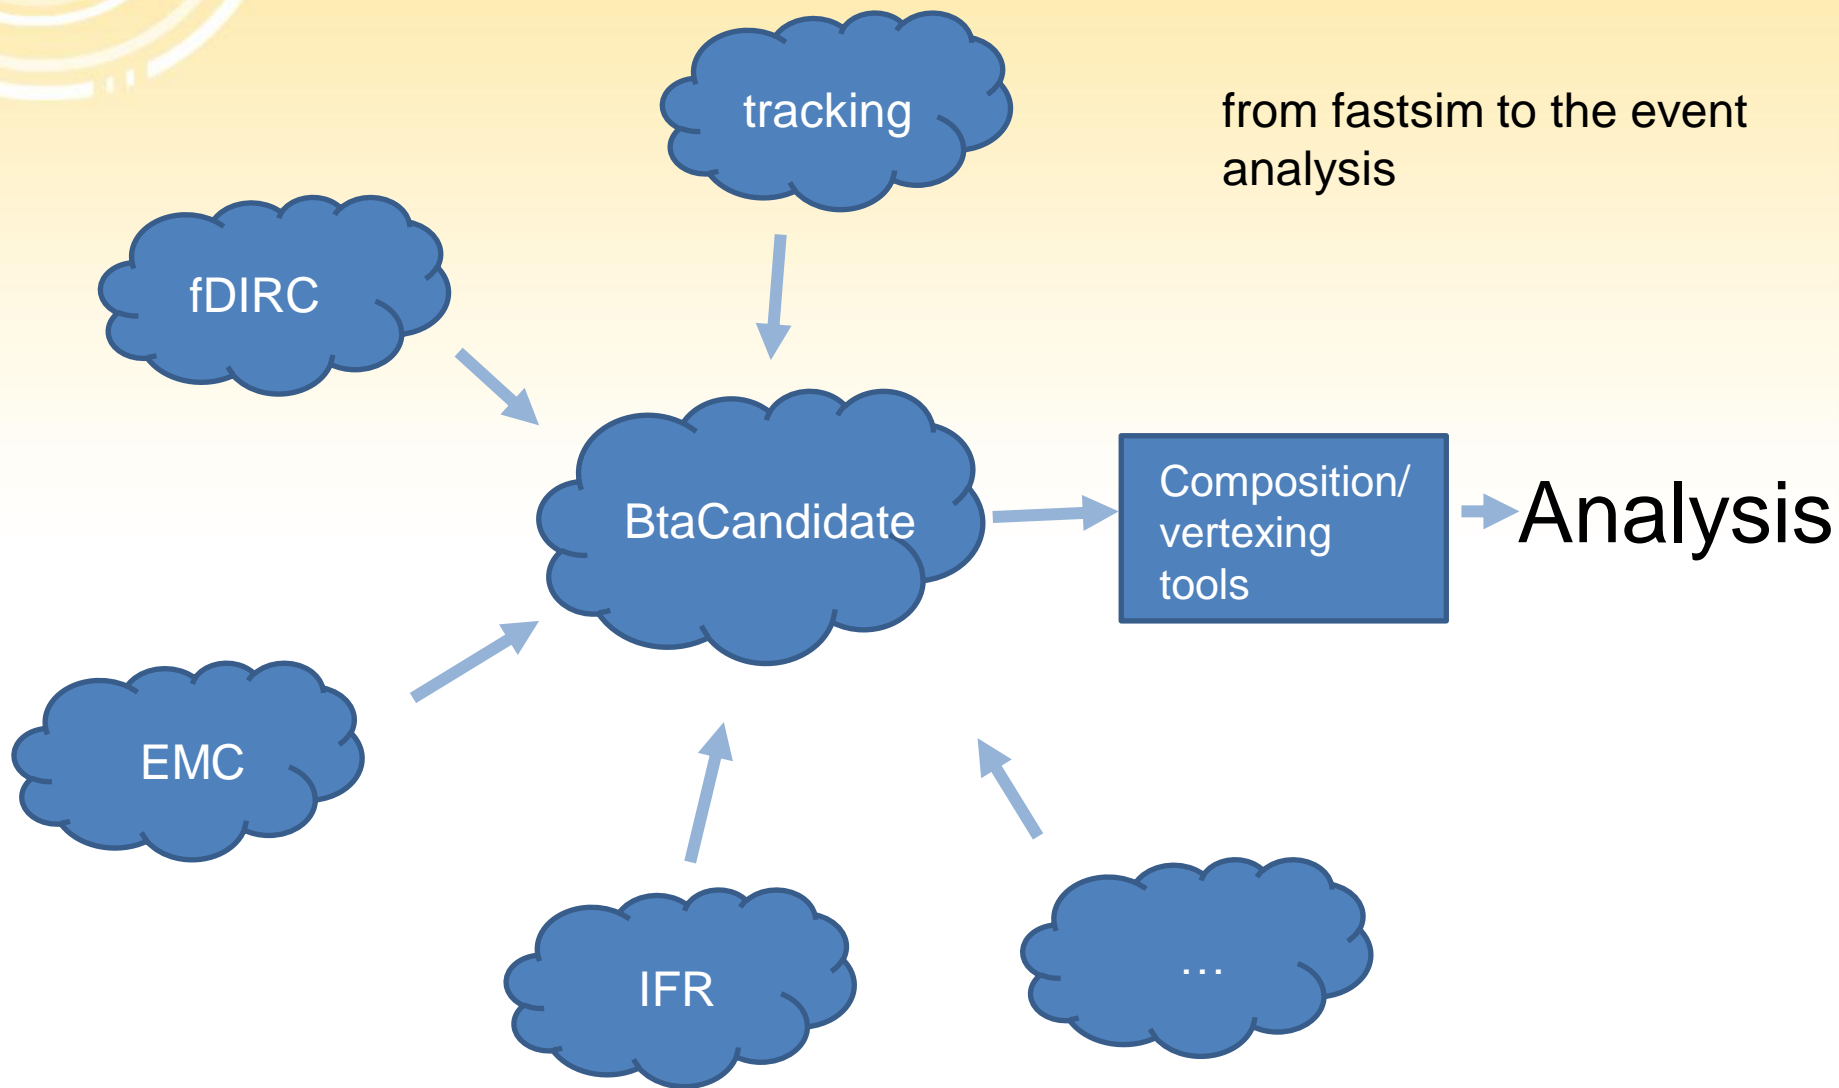 tracking
from fastsim to the event
analysis
fDIRC
BtaCandidate
Composition/
vertexing
tools
Analysis
EMC
IFR
…